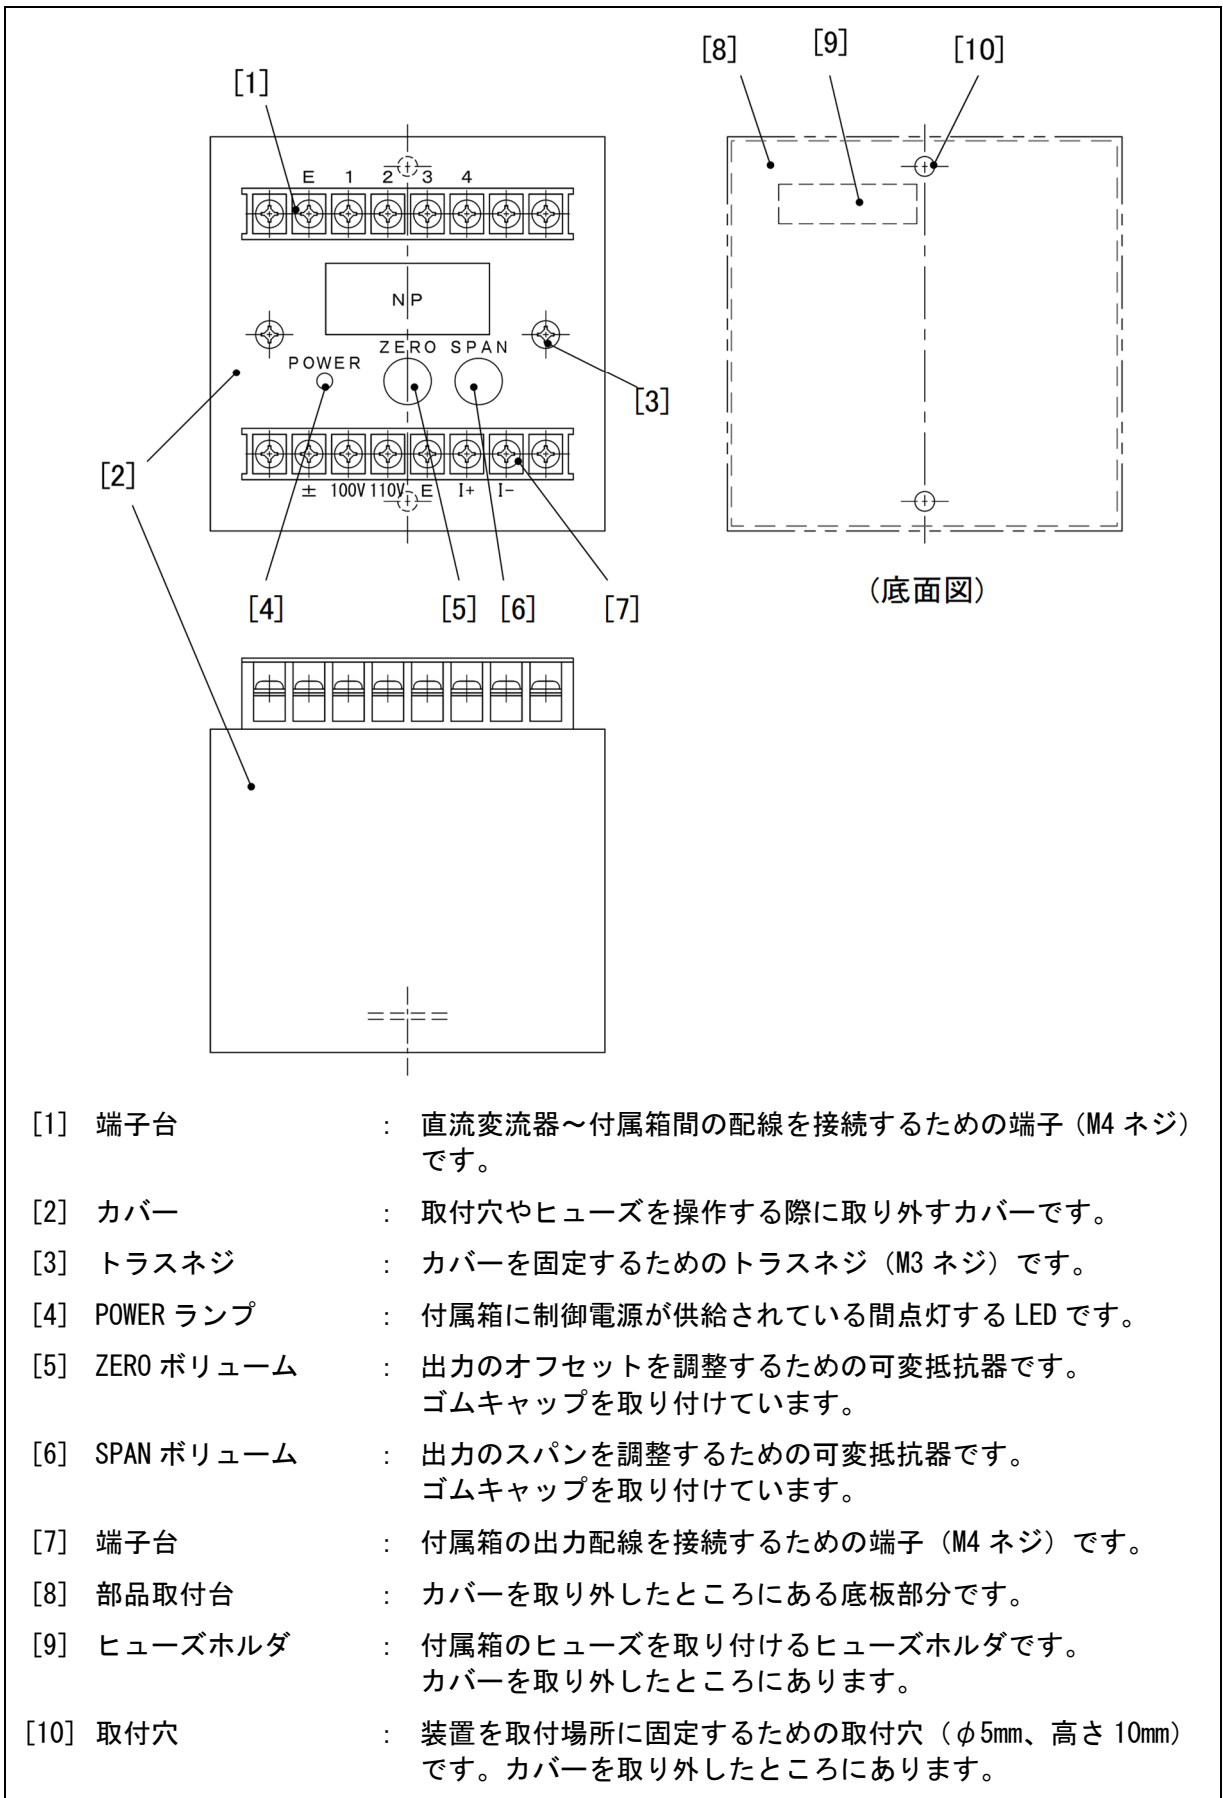 [1]
[8]
[9]
[10]
E 1 2 3 4
NP
ZERO SPAN
POWER
[3]
[2]
± 100V 110V E I+ I-
[4]
[5]
[6]
[7]
(底面図)
[1] 端子台 : 直流変流器～付属箱間の配線を接続するための端子(M4 ネジ)
です。
[2] カバー : 取付穴やヒューズを操作する際に取り外すカバーです。
[3] トラスネジ : カバーを固定するためのトラスネジ(M3 ネジ)です。
[4] POWER ランプ : 付属箱に制御電源が供給されている間点灯する LED です。
[5] ZERO ボリューム : 出力のオフセットを調整するための可変抵抗器です。
ゴムキャップを取り付けています。
[6] SPAN ボリューム : 出力のスパンを調整するための可変抵抗器です。
ゴムキャップを取り付けています。
[7] 端子台 : 付属箱の出力配線を接続するための端子(M4 ネジ)です。
[8] 部品取付台 : カバーを取り外したところにある底板部分です。
[9] ヒューズホルダ : 付属箱のヒューズを取り付けるヒューズホルダです。
カバーを取り外したところにあります。
[10] 取付穴 : 装置を取付場所に固定するための取付穴(φ5mm、高さ 10mm)
です。カバーを取り外したところにあります。